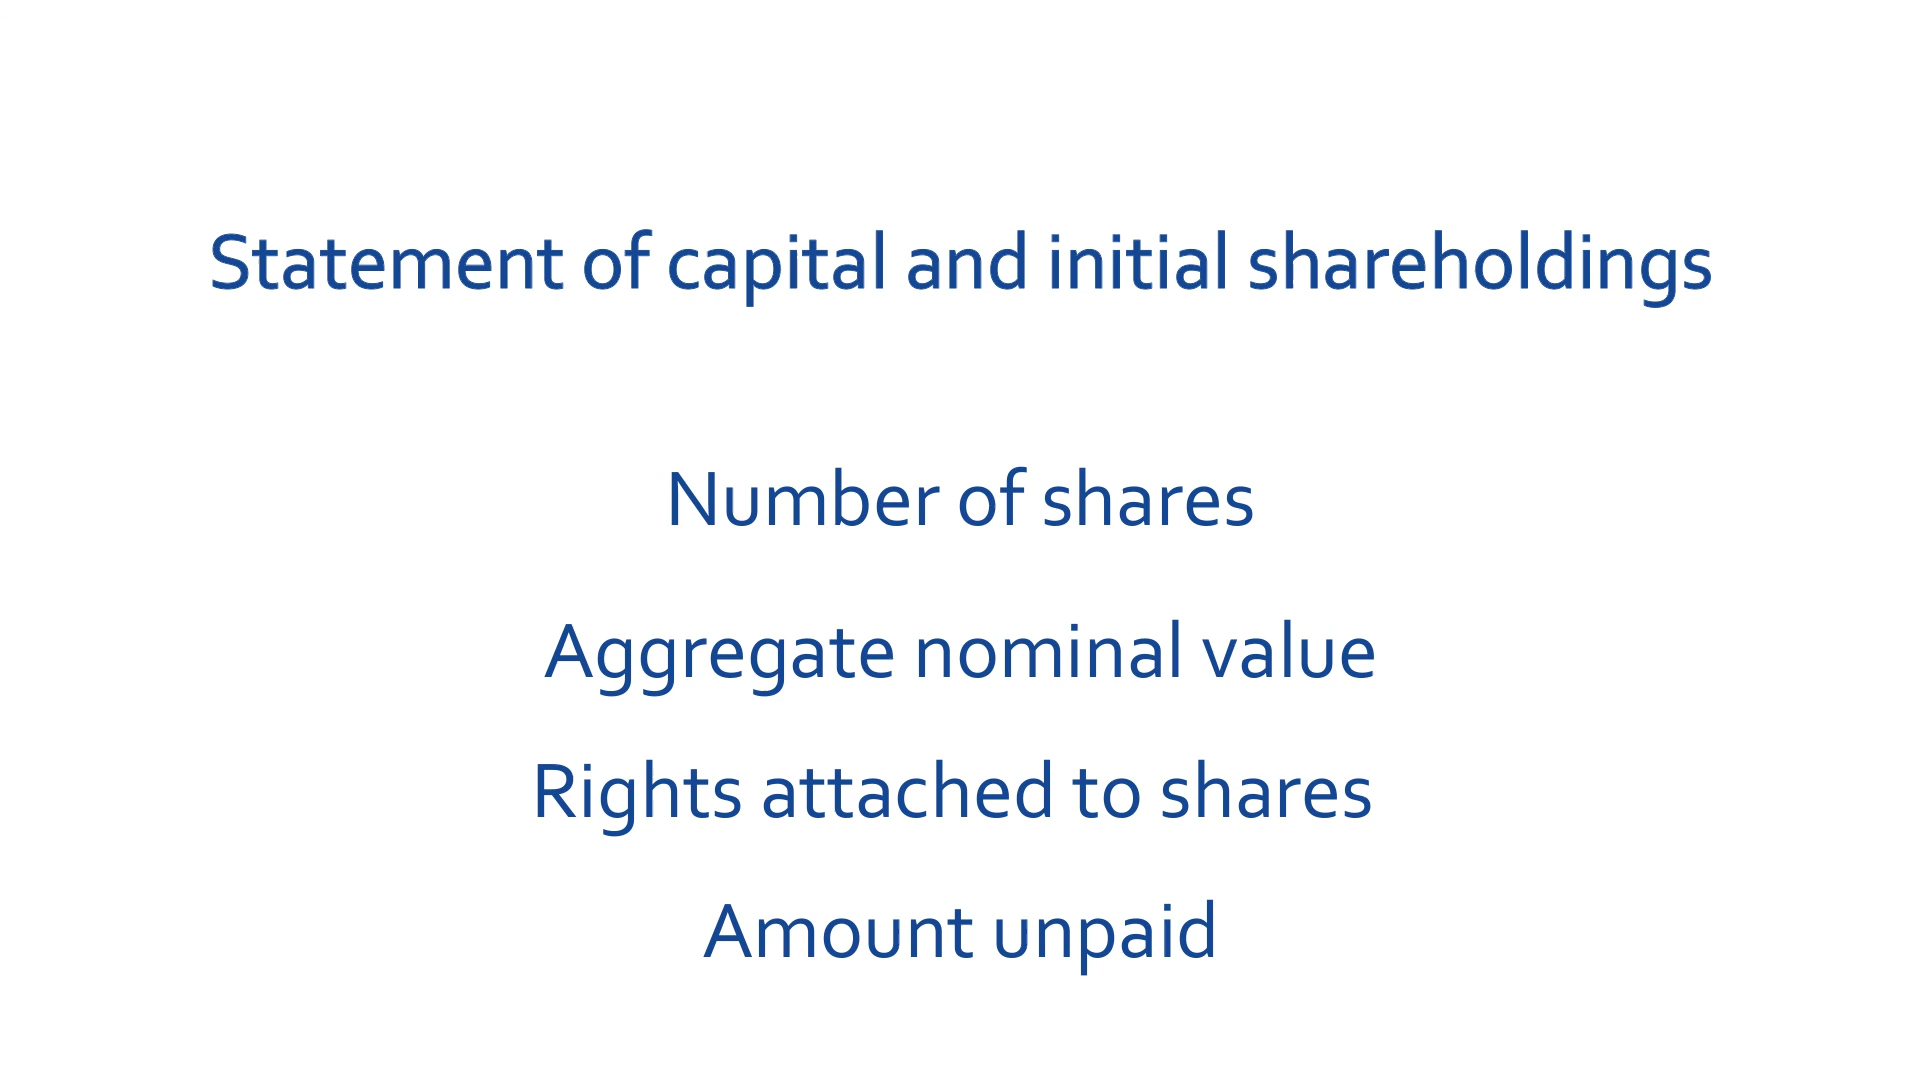 Statement of capital and initial shareholdings
Number of shares
Aggregate nominal value
Rights attached to shares
Amount unpaid